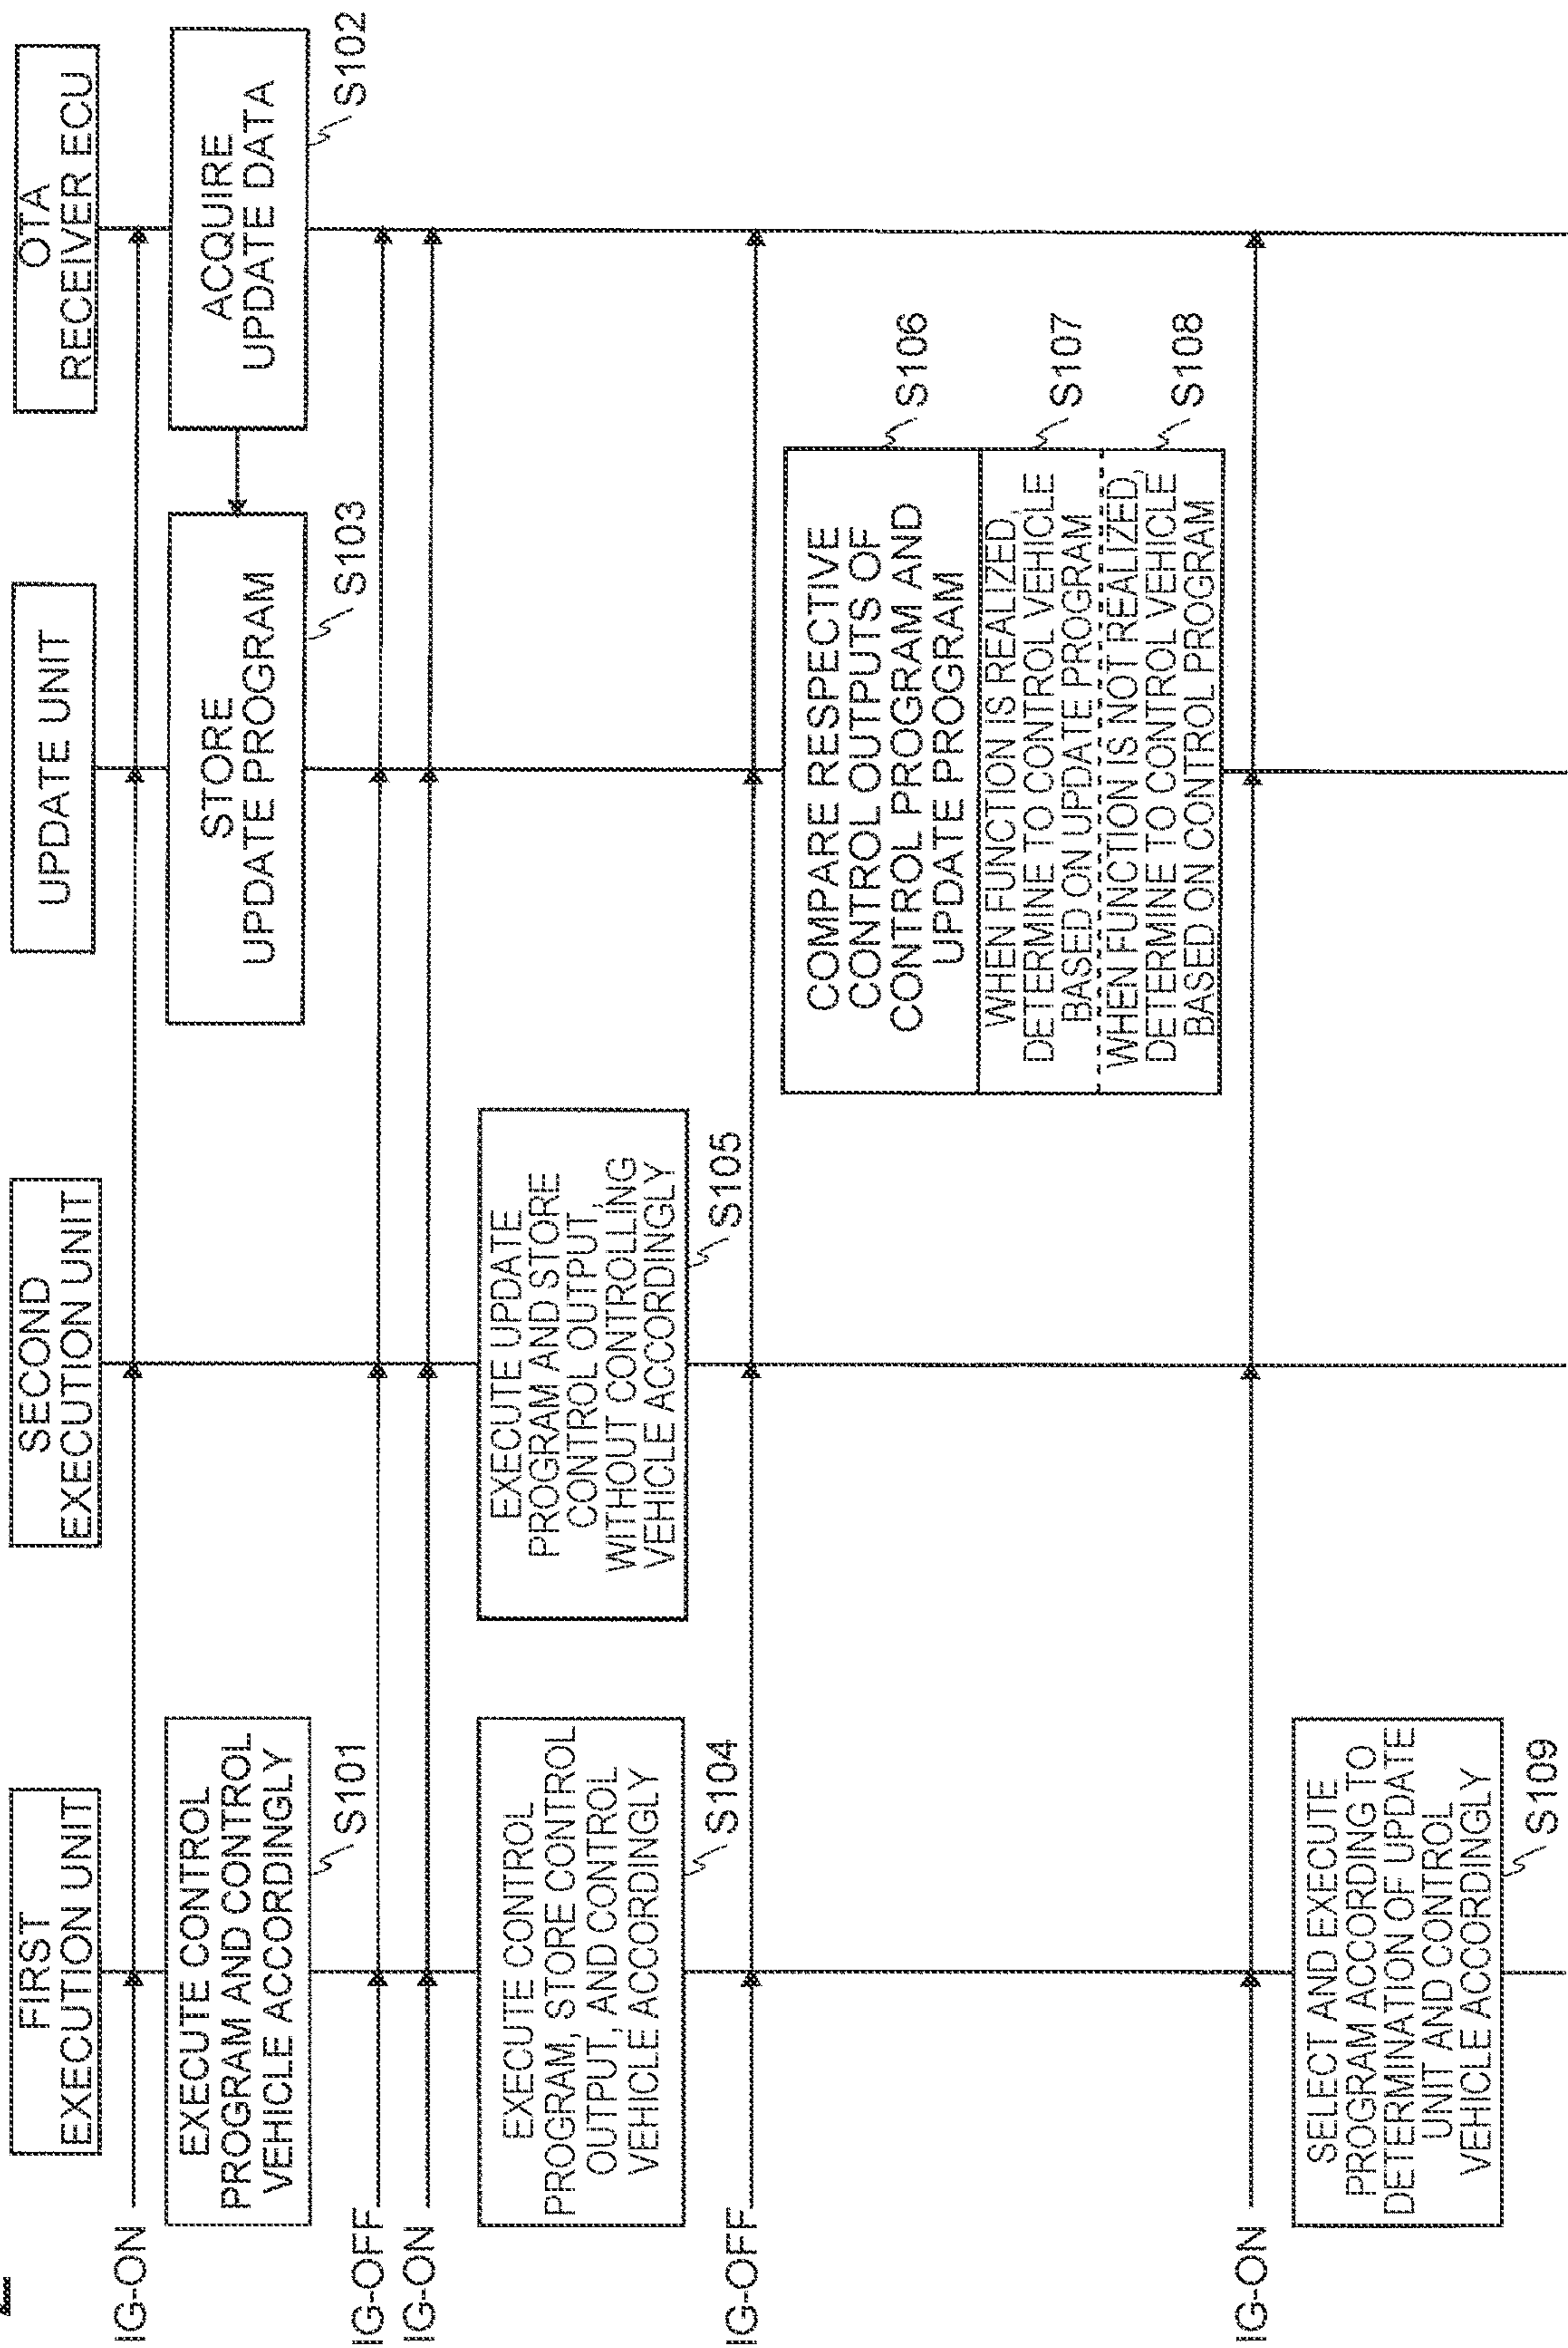 FIRST
EXECUTION UNIT
SECOND
EXECUTION UNIT
UPDATE UNIT
OTA
RECEIVER ECU
IG-ON
EXECUTE CONTROL
PROGRAM AND CONTROL
VEHICLE ACCORDINGLY
S101
STORE
UPDATE PROGRAM
S103
ACQUIRE
UPDATE DATA
S102
IG-OFF
IG-ON
EXECUTE CONTROL
PROGRAM, STORE CONTROL
OUTPUT, AND CONTROL
VEHICLE ACCORDINGLY
S104
EXECUTE UPDATE
PROGRAM AND STORE
CONTROL OUTPUT,
WITHOUT CONTROLLING
VEHICLE ACCORDINGLY
S105
IG-OFF
COMPARE RESPECTIVE
CONTROL OUTPUTS OF
CONTROL PROGRAM AND
UPDATE PROGRAM
S106
WHEN FUNCTION IS REALIZED,
DETERMINE TO CONTROL VEHICLE
BASED ON UPDATE PROGRAM
S107
WHEN FUNCTION IS NOT REALIZED,
DETERMINE TO CONTROL VEHICLE
BASED ON CONTROL PROGRAM
S108
IG-ON
SELECT AND EXECUTE
PROGRAM ACCORDING TO
DETERMINATION OF UPDATE
UNIT AND CONTROL
VEHICLE ACCORDINGLY
S109